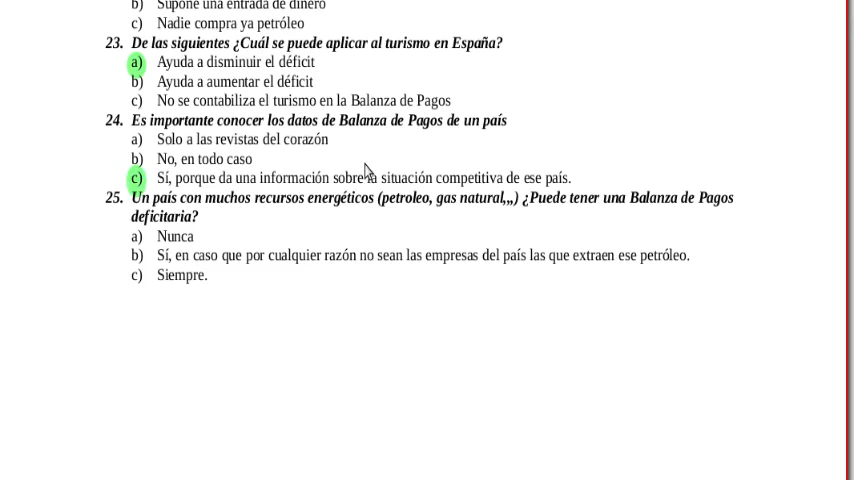 b) Supone una entrada de dinero
c) Nadie compra ya petróleo
23. De las siguientes ¿Cuál se puede aplicar al turismo en España?
a) Ayuda a disminuir el déficit
b) Ayuda a aumentar el déficit
c) No se contabiliza el turismo en la Balanza de Pagos
24. Es importante conocer los datos de Balanza de Pagos de un país
a) Solo a las revistas del corazón
b) No, en todo caso
c) Sí, porque da una información sobre la situación competitiva de ese país.
25. Un país con muchos recursos energéticos (petroleo, gas natural,,,) ¿Puede tener una Balanza de Pagos
deficitaria?
a) Nunca
b) Sí, en caso que por cualquier razón no sean las empresas del país las que extraen ese petróleo.
c) Siempre.